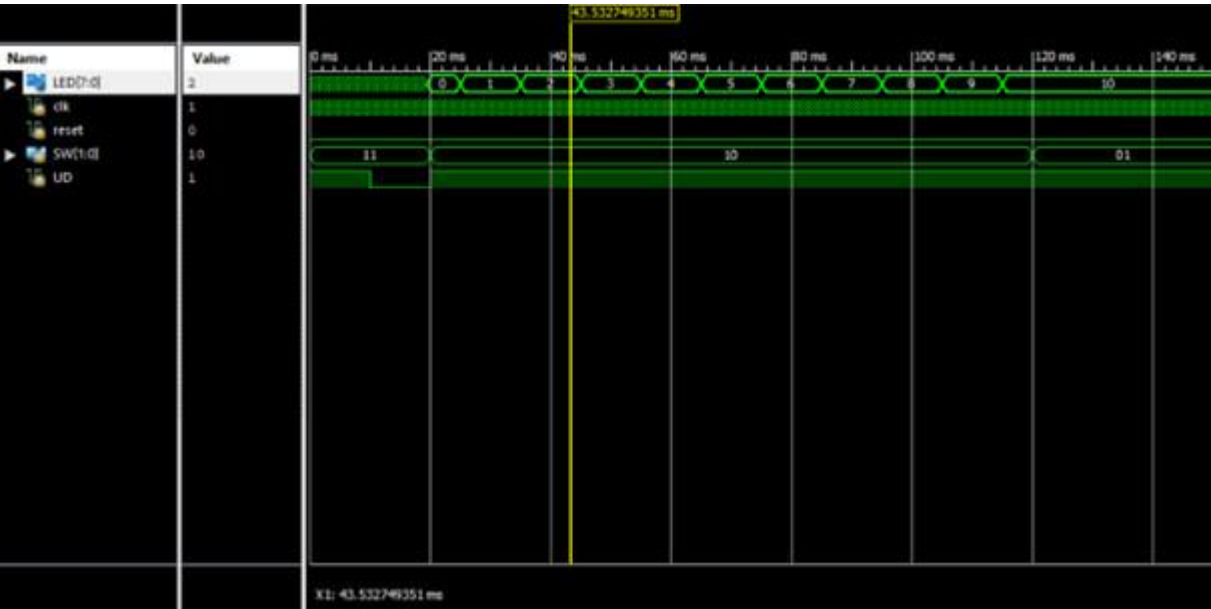 43.532749351 ms
Name Value
0 ms 20 ms 40 ms 60 ms 80 ms 100 ms 120 ms 140 ms
LED[7:0] 2 0 1 2 3 4 5 6 7 8 9 10
clk 1
reset 0
SW[1:0] 10 11 10 01
UD 1
X1: 43.532749351 ms